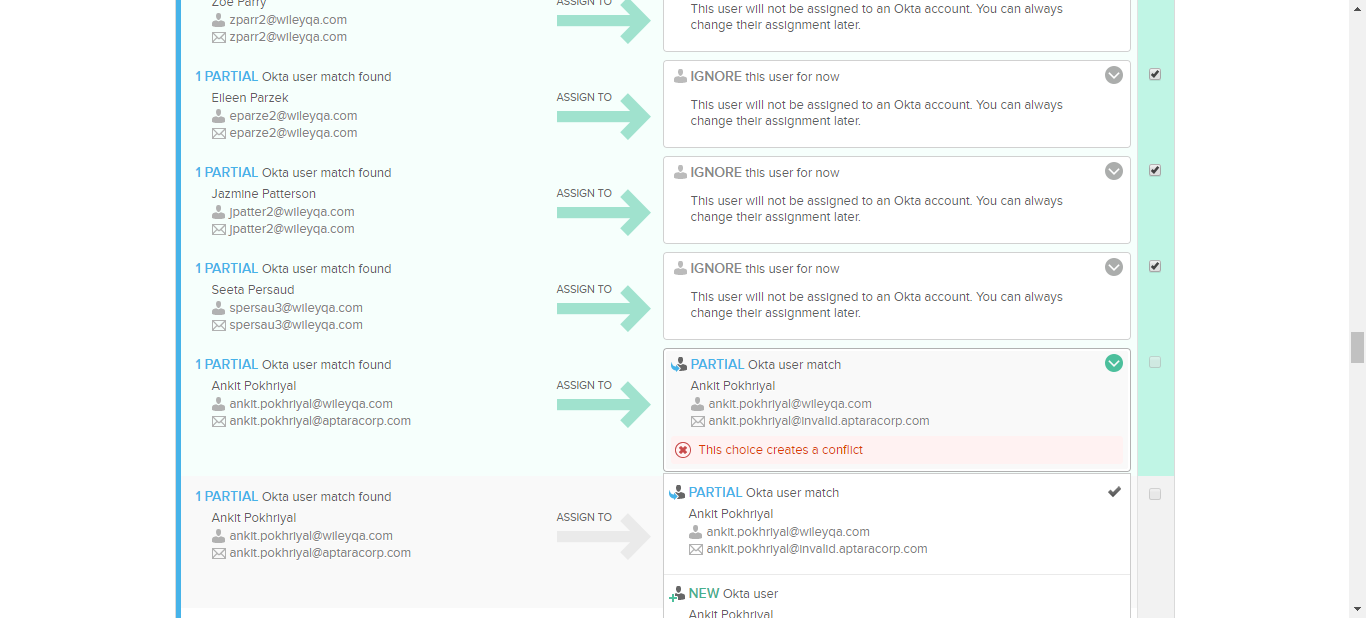 Zoe Parry
zparr2@wileyqa.com
zparr2@wileyqa.com
ASSIGN TO
This user will not be assigned to an Okta account. You can always
change their assignment later.
1 PARTIAL Okta user match found
Eileen Parzek
eparze2@wileyqa.com
eparze2@wileyqa.com
ASSIGN TO
IGNORE this user for now
This user will not be assigned to an Okta account. You can always
change their assignment later.
1 PARTIAL Okta user match found
Jazmine Patterson
jpatter2@wileyqa.com
jpatter2@wileyqa.com
ASSIGN TO
IGNORE this user for now
This user will not be assigned to an Okta account. You can always
change their assignment later.
1 PARTIAL Okta user match found
Seeta Persaud
spersau3@wileyqa.com
spersau3@wileyqa.com
ASSIGN TO
IGNORE this user for now
This user will not be assigned to an Okta account. You can always
change their assignment later.
1 PARTIAL Okta user match found
Ankit Pokhriyal
ankit.pokhriyal@wileyqa.com
ankit.pokhriyal@aptaracorp.com
ASSIGN TO
PARTIAL Okta user match
Ankit Pokhriyal
ankit.pokhriyal@wileyqa.com
ankit.pokhriyal@invalid.aptaracorp.com
This choice creates a conflict
1 PARTIAL Okta user match found
Ankit Pokhriyal
ankit.pokhriyal@wileyqa.com
ankit.pokhriyal@aptaracorp.com
ASSIGN TO
PARTIAL Okta user match
Ankit Pokhriyal
ankit.pokhriyal@wileyqa.com
ankit.pokhriyal@invalid.aptaracorp.com
NEW Okta user
Ankit Pokhriyal